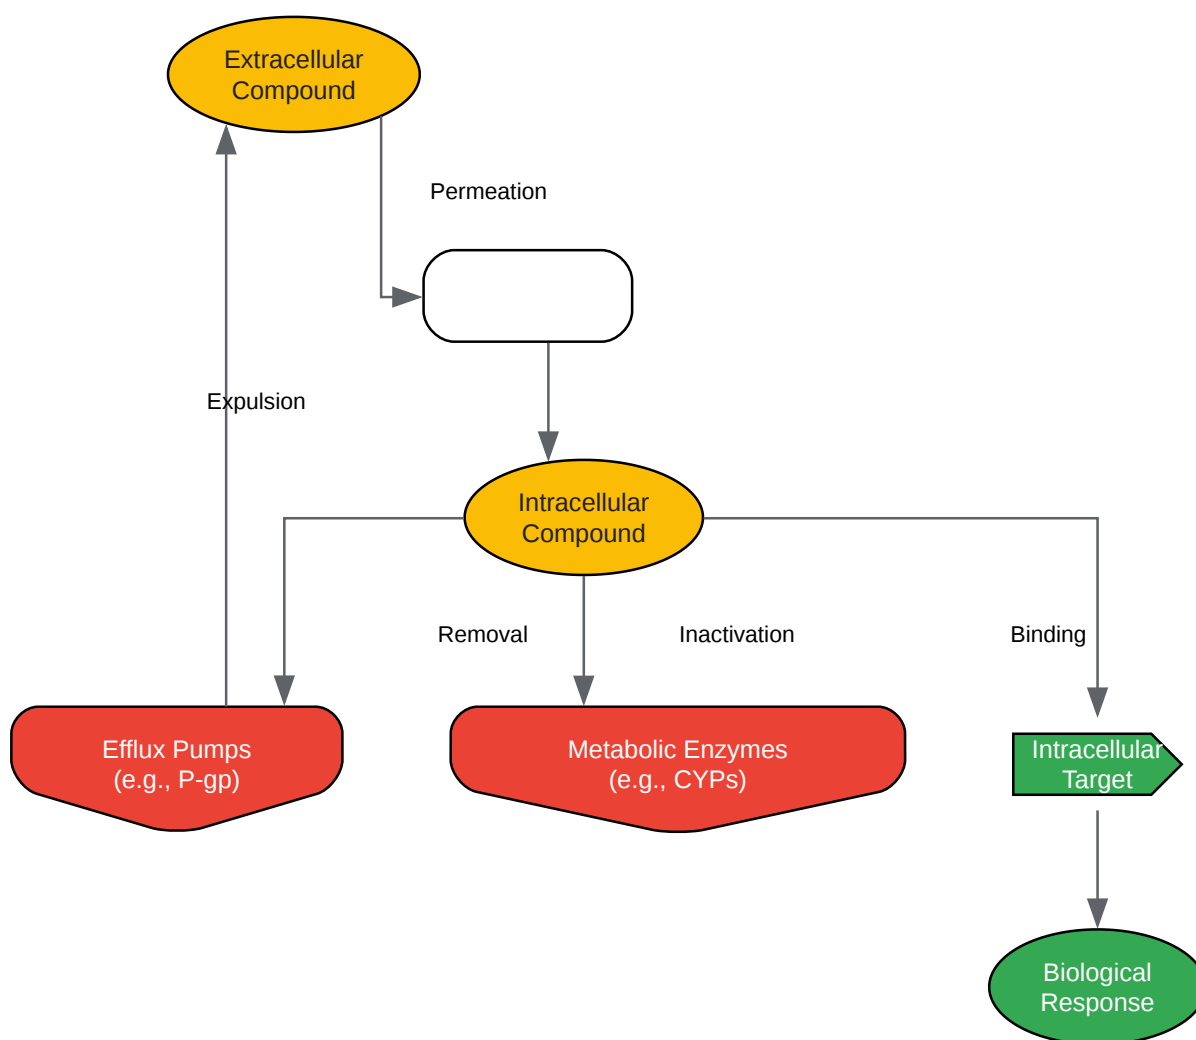 Extracellular
Compound
Permeation
Expulsion
Intracellular
Compound
Removal
Inactivation
Binding
Efflux Pumps
(e.g., P-gp)
Metabolic Enzymes
(e.g., CYPs)
Intracellular
Target
Biological
Response